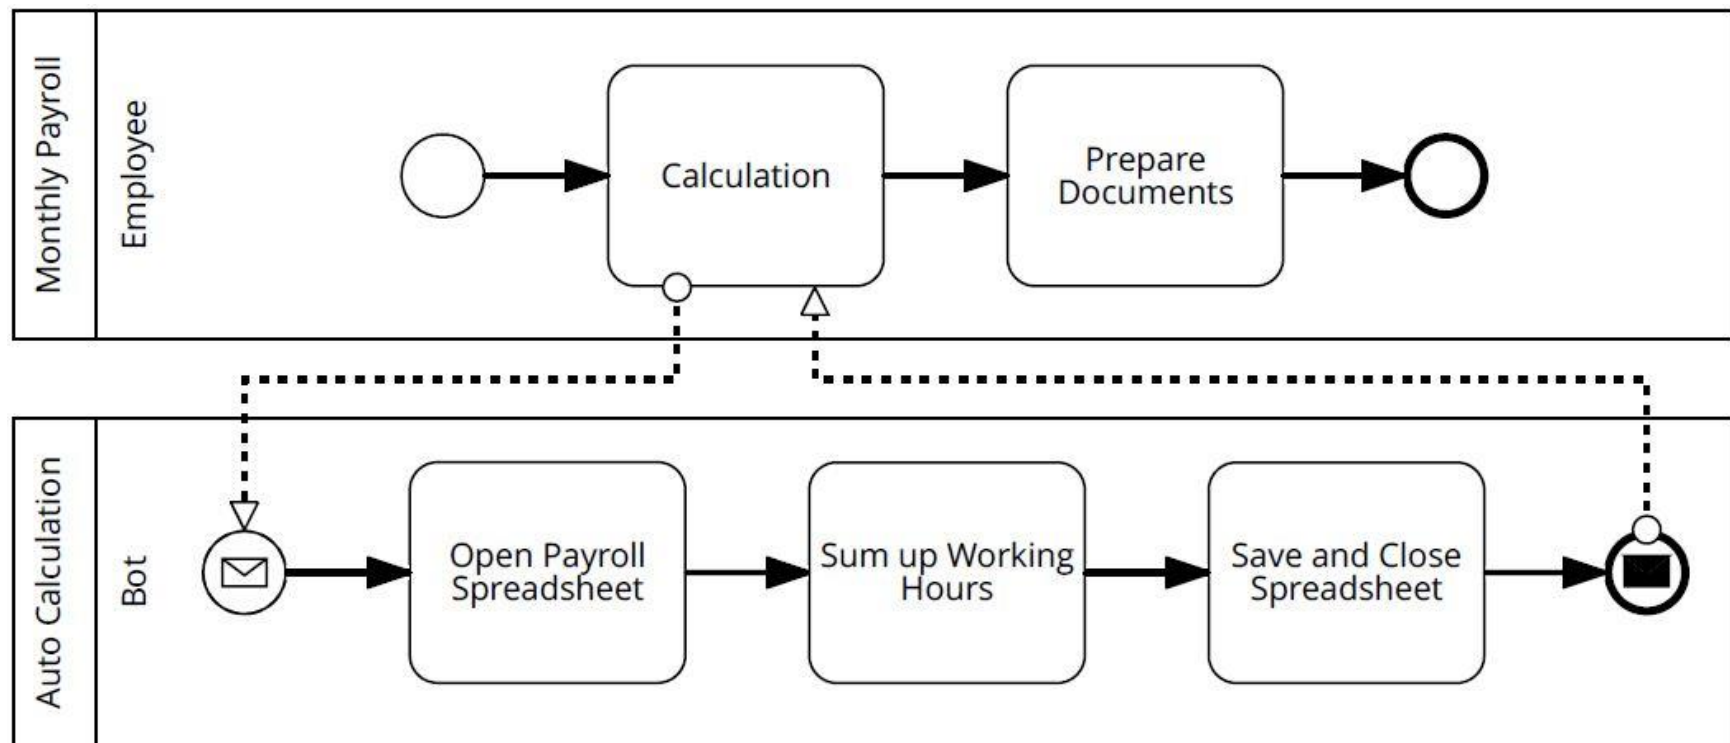 Monthly Payroll
Employee
Calculation
Prepare
Documents
Auto Calculation
Bot
Open Payroll
Spreadsheet
Sum up Working
Hours
Save and Close
Spreadsheet